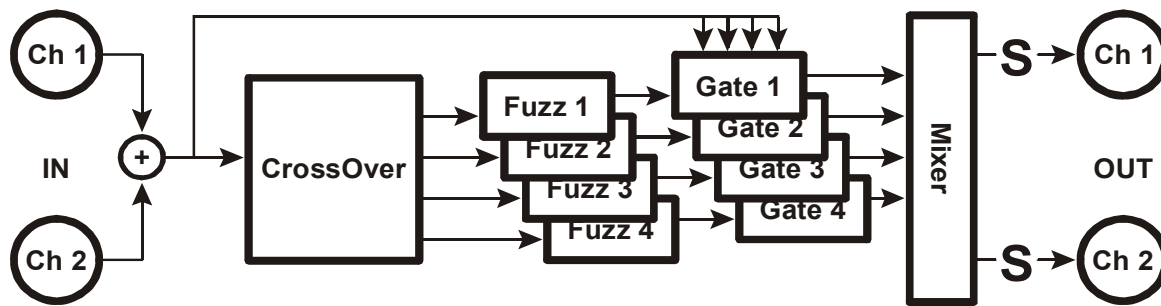 Ch 1
IN
Ch 2
+
CrossOver
Fuzz 1
Fuzz 2
Fuzz 3
Fuzz 4
Gate 1
Gate 2
Gate 3
Gate 4
Mixer
S
Ch 1
OUT
S
Ch 2